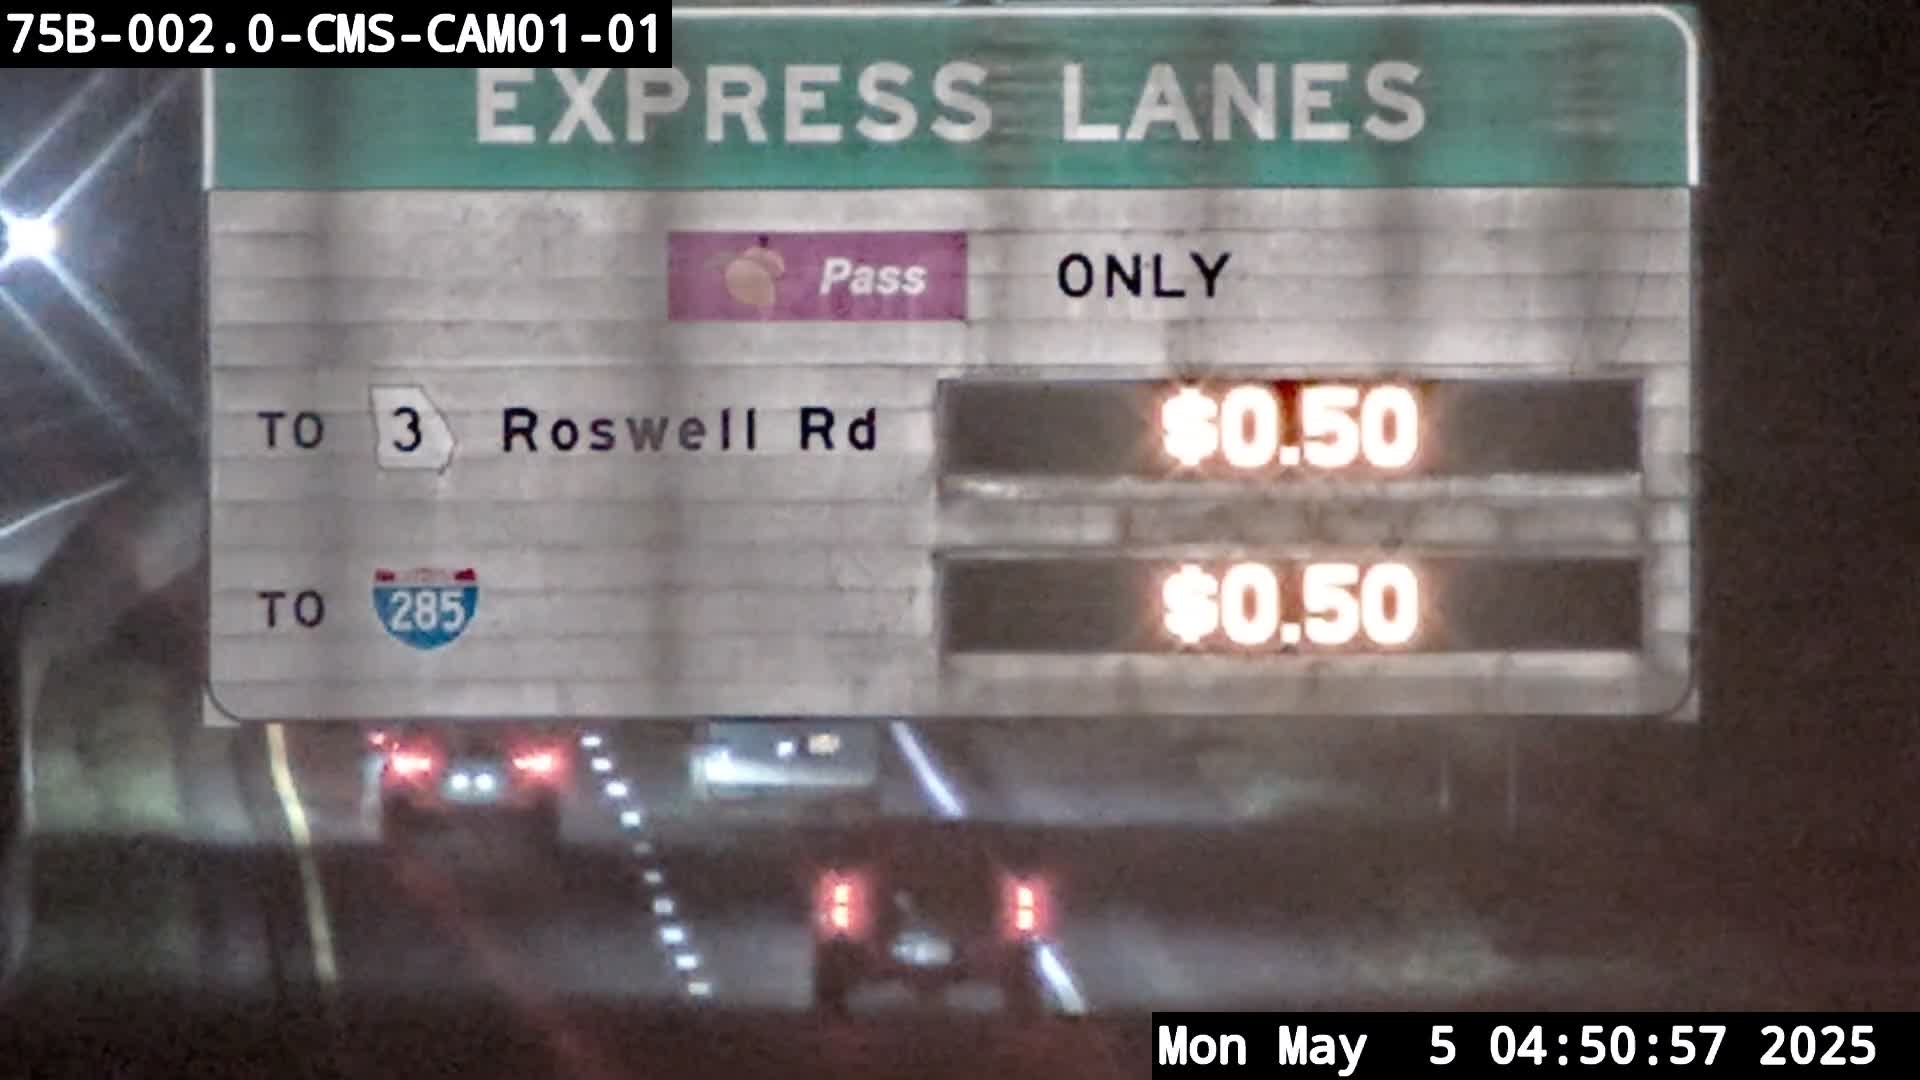 75B-002.0-CMS-CAM01-01
EXPRESS LANES
Pass ONLY
TO 3 Roswell Rd $0.50
TO 285 $0.50
Mon May 5 04:50:57 2025